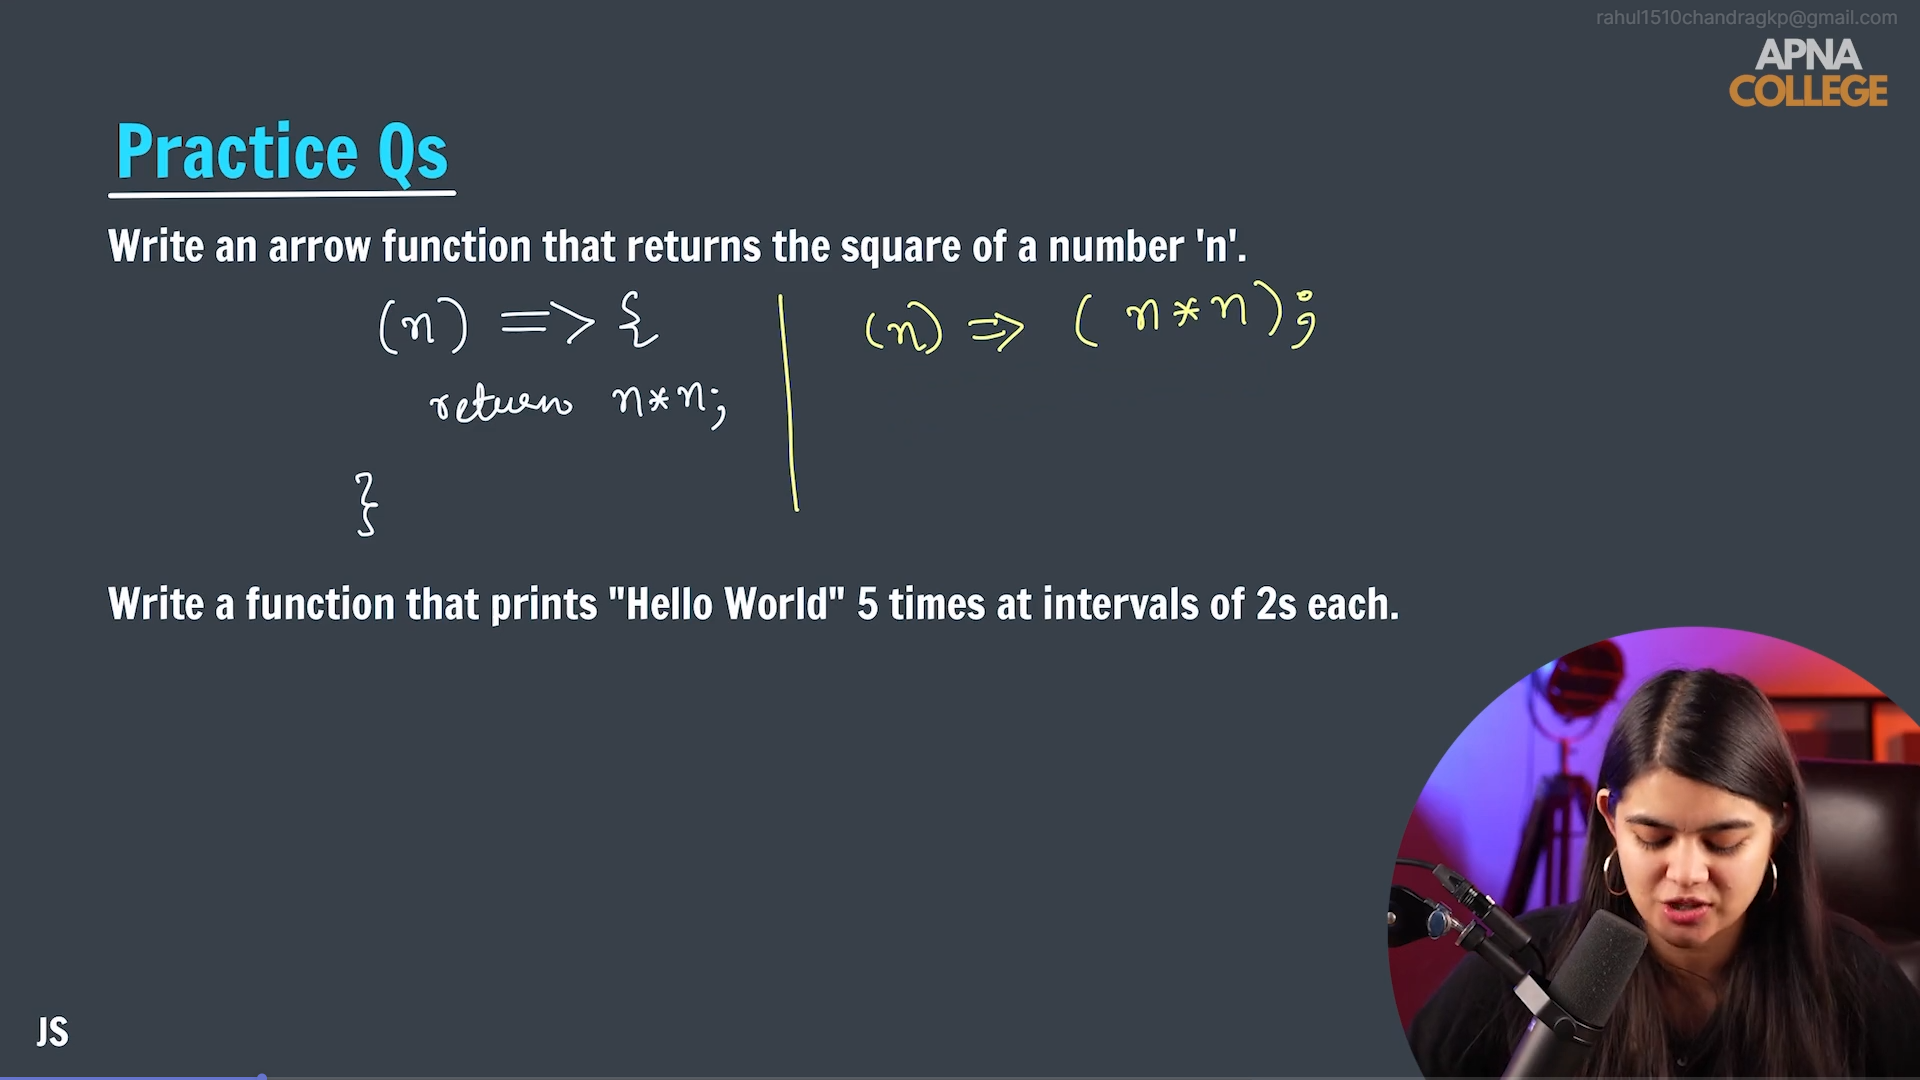 rahul1510chandragkp@gmail.com
APNA
COLLEGE
Practice Qs
Write an arrow function that returns the square of a number 'n'.
(n) => {
return n*n;
}
(n) => ( n*n);
Write a function that prints "Hello World" 5 times at intervals of 2s each.
JS